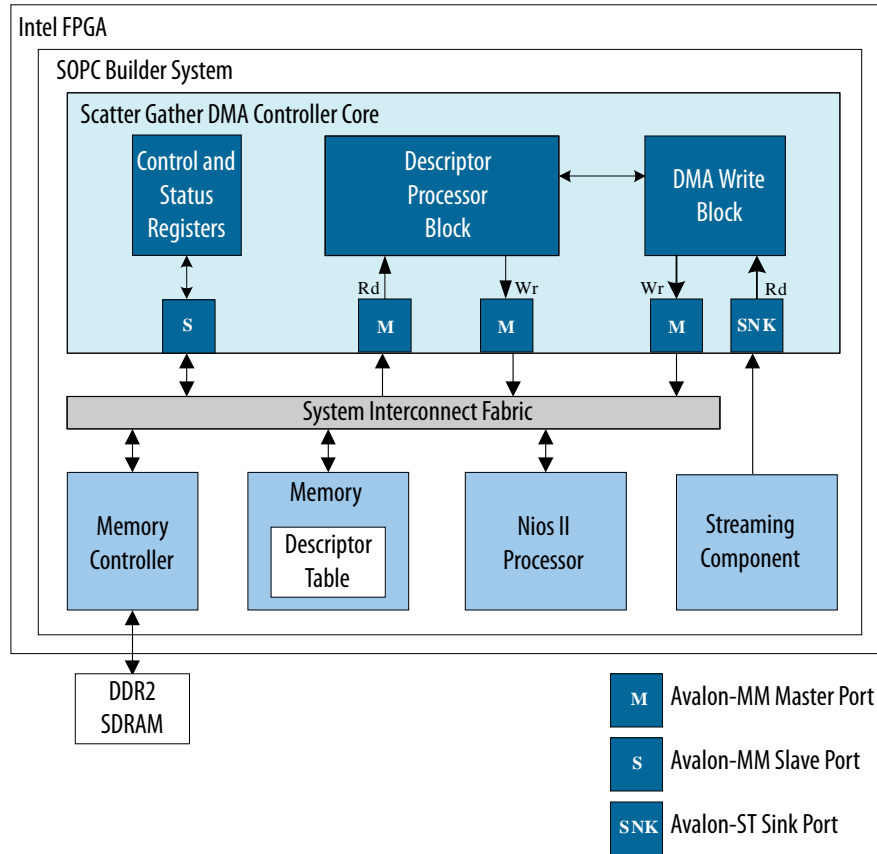 Intel FPGA
SOPC Builder System
Scatter Gather DMA Controller Core
Control and
Status
Registers
Descriptor
Processor
Block
DMA Write
Block
Rd
Wr
Wr
Rd
S
M
M
M
SNK
System Interconnect Fabric
Memory
Controller
Memory
Descriptor
Table
Nios II
Processor
Streaming
Component
DDR2
SDRAM
M Avalon-MM Master Port
S Avalon-MM Slave Port
SNK Avalon-ST Sink Port